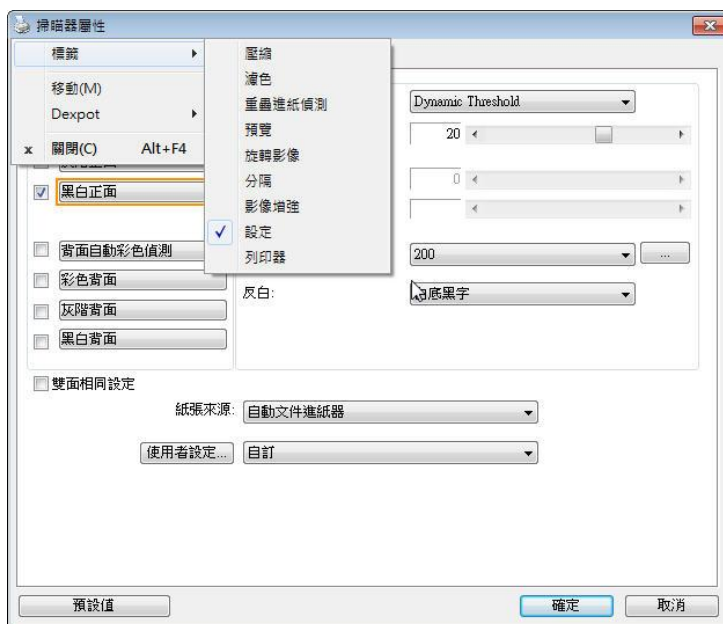 掃瞄器屬性
標籤
移動(M)
Dexpot
x 關閉(C) Alt+F4
壓縮
濾色
重疊進紙偵測
預覽
旋轉影像
分隔
影像增強
設定
列印器
Dynamic Threshold
20
黑白正面
0
背面自動彩色偵測
200
...
彩色背面
反白:
底黑字
灰階背面
黑白背面
雙面相同設定
紙張來源:
自動文件進紙器
使用者設定...
自訂
預設值
確定
取消